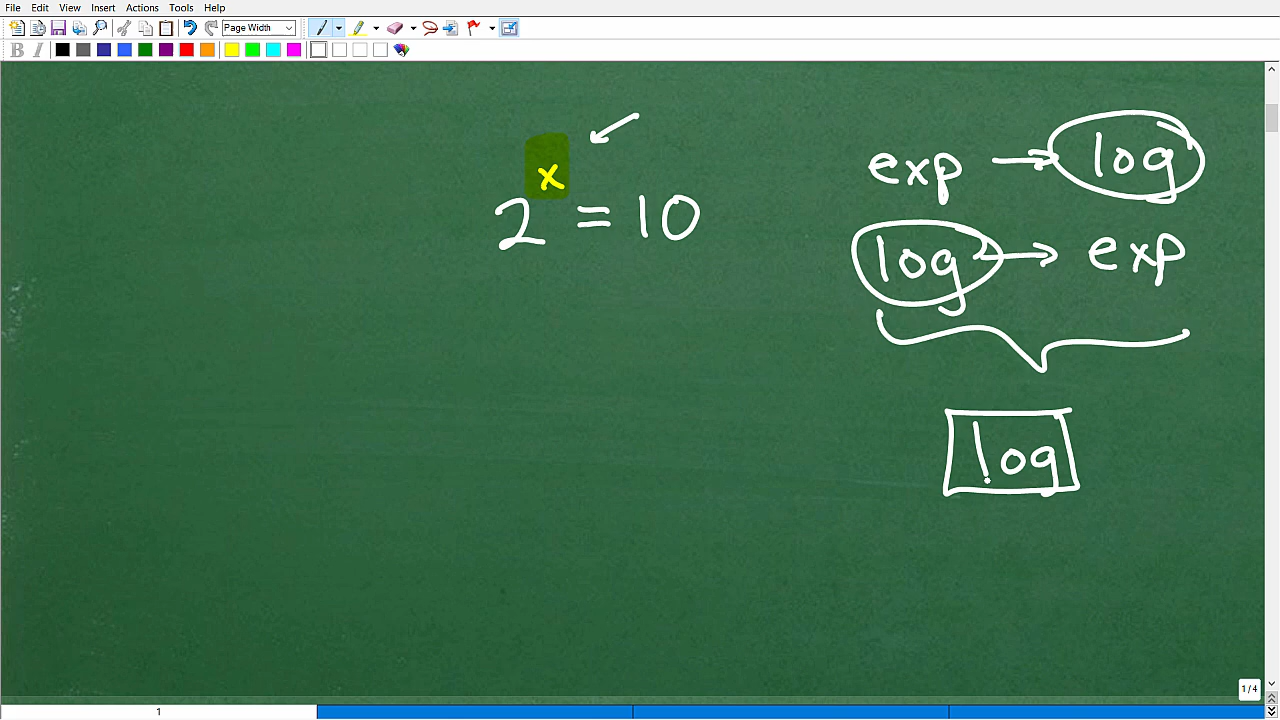 File Edit View Insert Actions Tools Help
Page Width
B I
2^x = 10
exp → log
log → exp
log
1/4
1